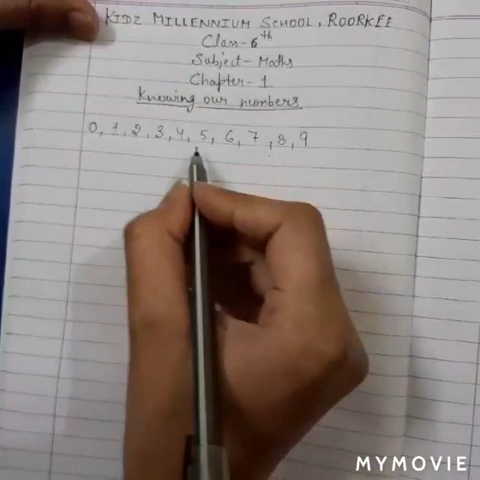 KIDZ MILLENNIUM SCHOOL, ROORKEE
Class-6th
Subject-Maths
Chapter-1
Knowing our numbers
0, 1, 2, 3, 4, 5, 6, 7, 8, 9
MYMOVIE